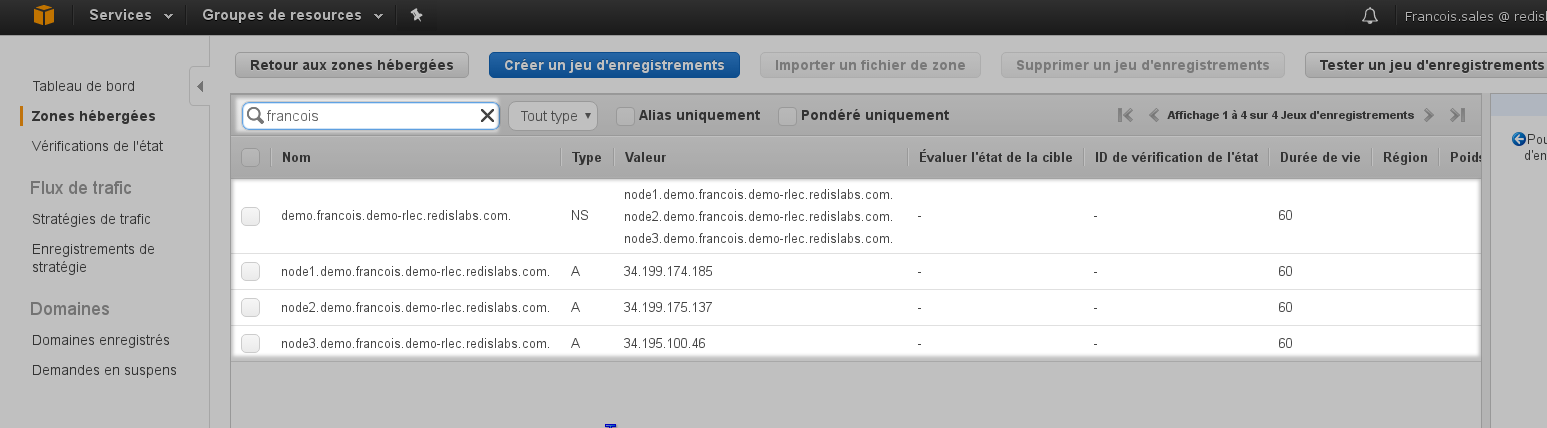 Services Groupes de ressources Francois.sales @ redisl
Retour aux zones hébergées Créer un jeu d'enregistrements Importer un fichier de zone Supprimer un jeu d'enregistrements Tester un jeu d'enregistrements
Tableau de bord
Zones hébergées
Vérifications de l'état
Flux de trafic
Stratégies de trafic
Enregistrements de
stratégie
Domaines
Domaines enregistrés
Demandes en suspens
francois Tout type Alias uniquement Pondéré uniquement Affichage 1 à 4 sur 4 Jeux d'enregistrements
Nom Type Valeur Évaluer l'état de la cible ID de vérification de l'état Durée de vie Région Poids
node1.demo.francois.demo-rlec.redislabs.com.
demo.francois.demo-rlec.redislabs.com. NS node2.demo.francois.demo-rlec.redislabs.com. - - 60
node3.demo.francois.demo-rlec.redislabs.com.
node1.demo.francois.demo-rlec.redislabs.com. A 34.199.174.185 - - 60
node2.demo.francois.demo-rlec.redislabs.com. A 34.199.175.137 - - 60
node3.demo.francois.demo-rlec.redislabs.com. A 34.195.100.46 - - 60
Pou
d'en